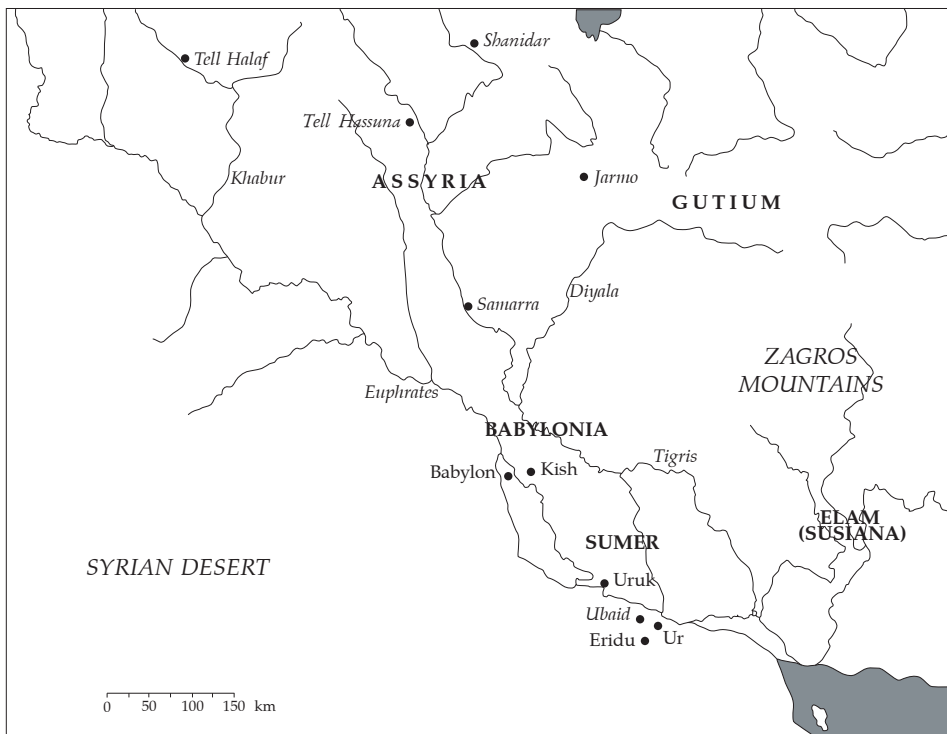 Shanidar
Tell Halaf
Tell Hassuna
Khabur
ASSYRIA
Jarmo
GUTIUM
Samarra
Diyala
ZAGROS
MOUNTAINS
Euphrates
BABYLONIA
Babylon
Kish
Tigris
ELAM
(SUSIANA)
SUMER
SYRIAN DESERT
Uruk
Ubaid
Ur
Eridu
0 50 100 150 km